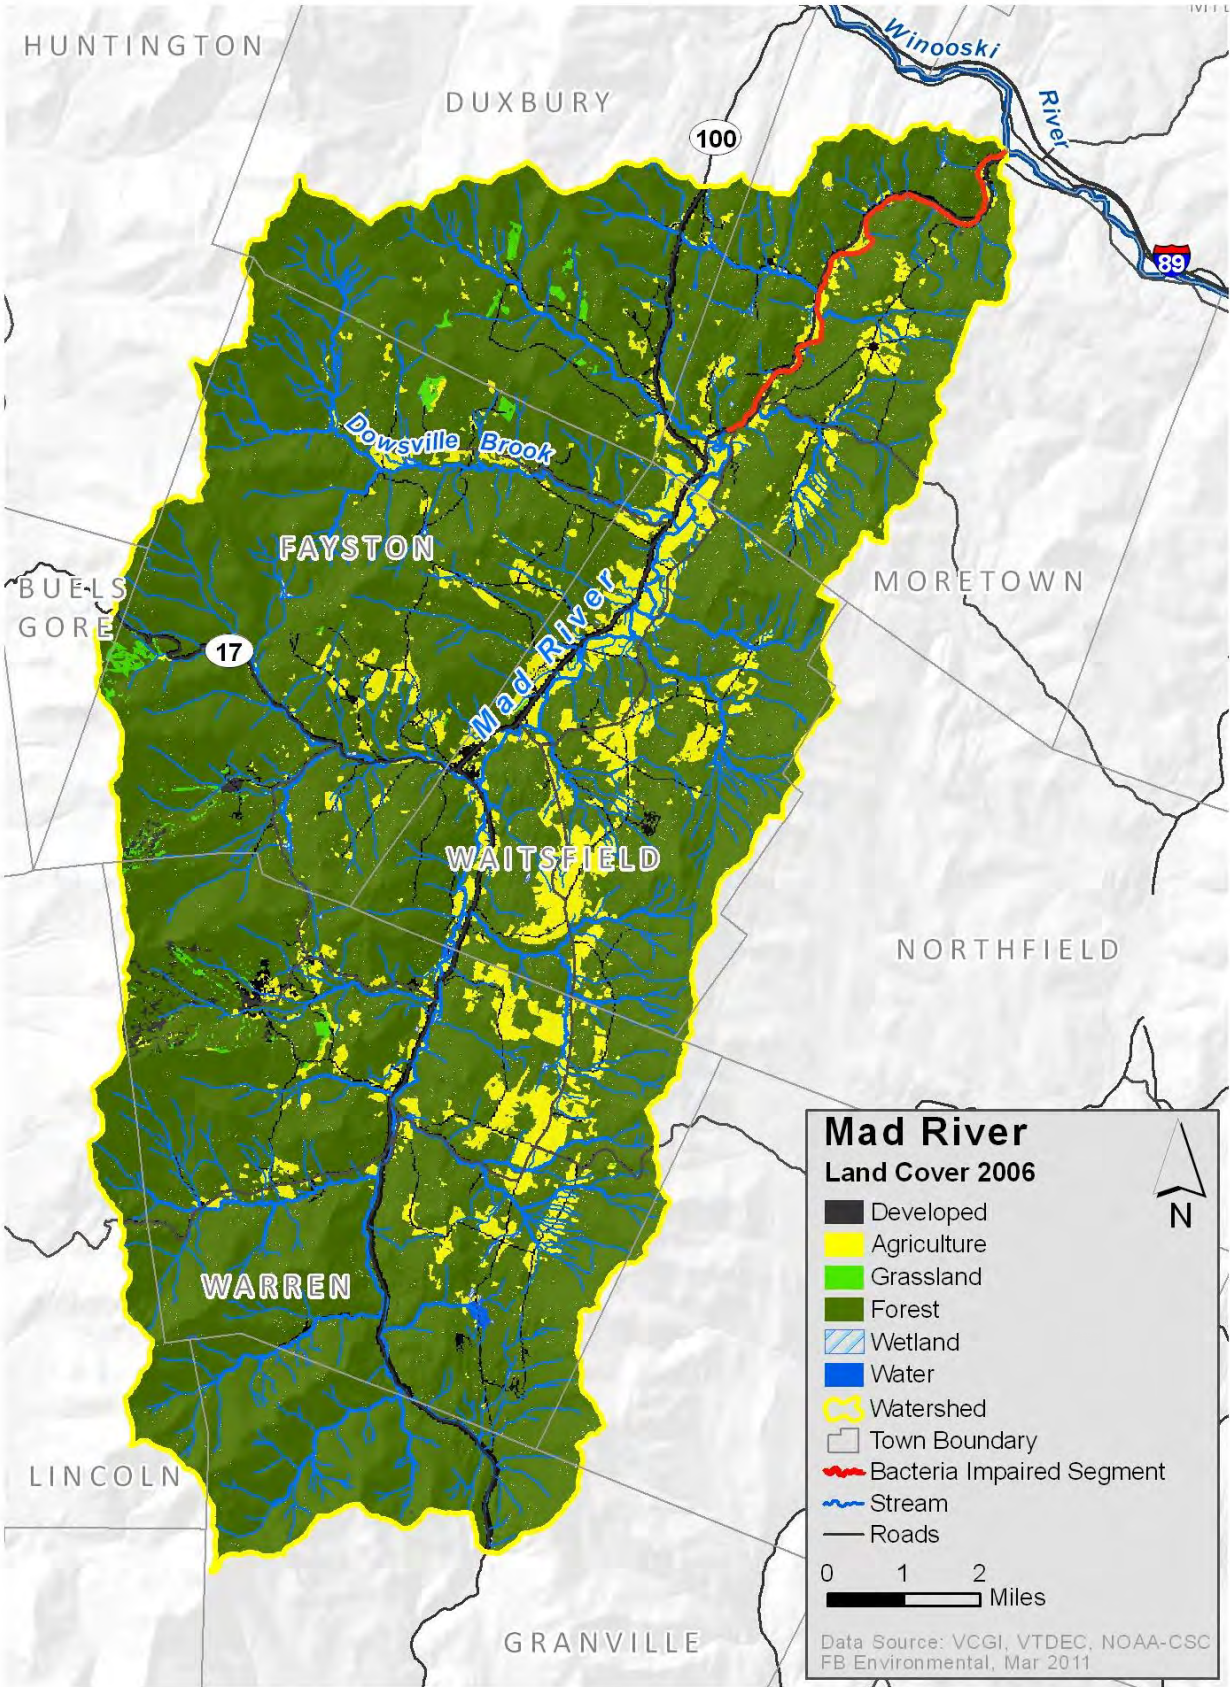 HUNTINGTON
DUXBURY
Winooski
River
100
89
Dowsville Brook
FAYSTON
BUELS
GORE
MORETOWN
17
Mad River
WAITSFIELD
NORTHFIELD
WARREN
LINCOLN
GRANVILLE
Mad River
Land Cover 2006
N
Developed
Agriculture
Grassland
Forest
Wetland
Water
Watershed
Town Boundary
Bacteria Impaired Segment
Stream
Roads
0 1 2
Miles
Data Source: VCGI, VTDEC, NOAA-CSC
FB Environmental, Mar 2011